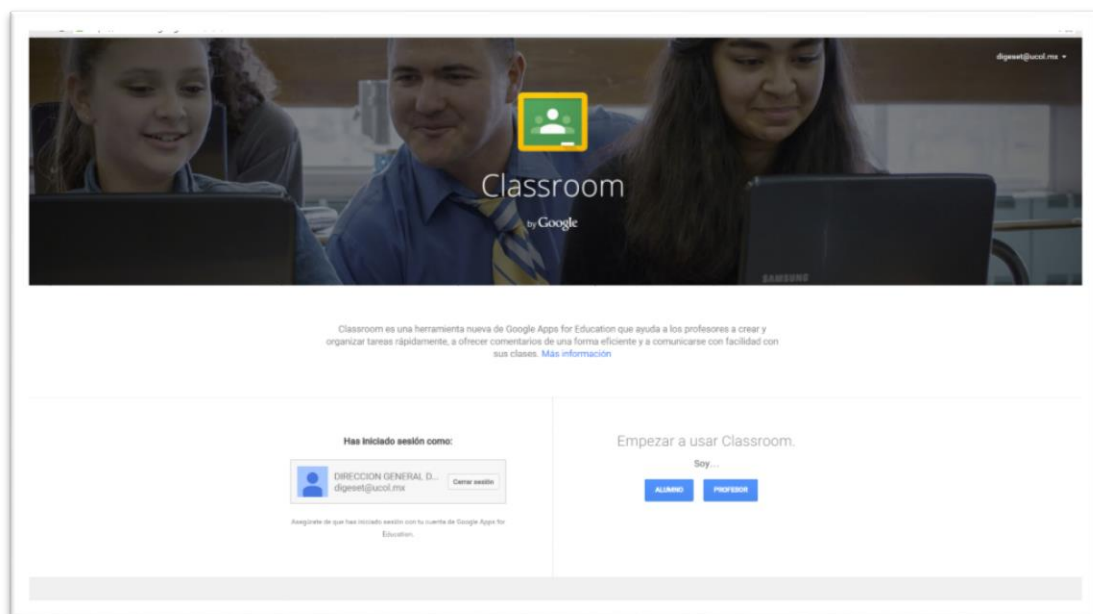 digeset@ucol.mx
Classroom
by Google
SAMSUNG
Classroom es una herramienta nueva de Google Apps for Education que ayuda a los profesores a crear y
organizar tareas rápidamente, a ofrecer comentarios de una forma eficiente y a comunicarse con facilidad con
sus clases. Más información
Has iniciado sesión como:
DIRECCION GENERAL D...
digeset@ucol.mx
Cerrar sesión
Asegúrate de que has iniciado sesión con tu cuenta de Google Apps for
Education.
Empezar a usar Classroom.
Soy...
ALUMNO PROFESOR